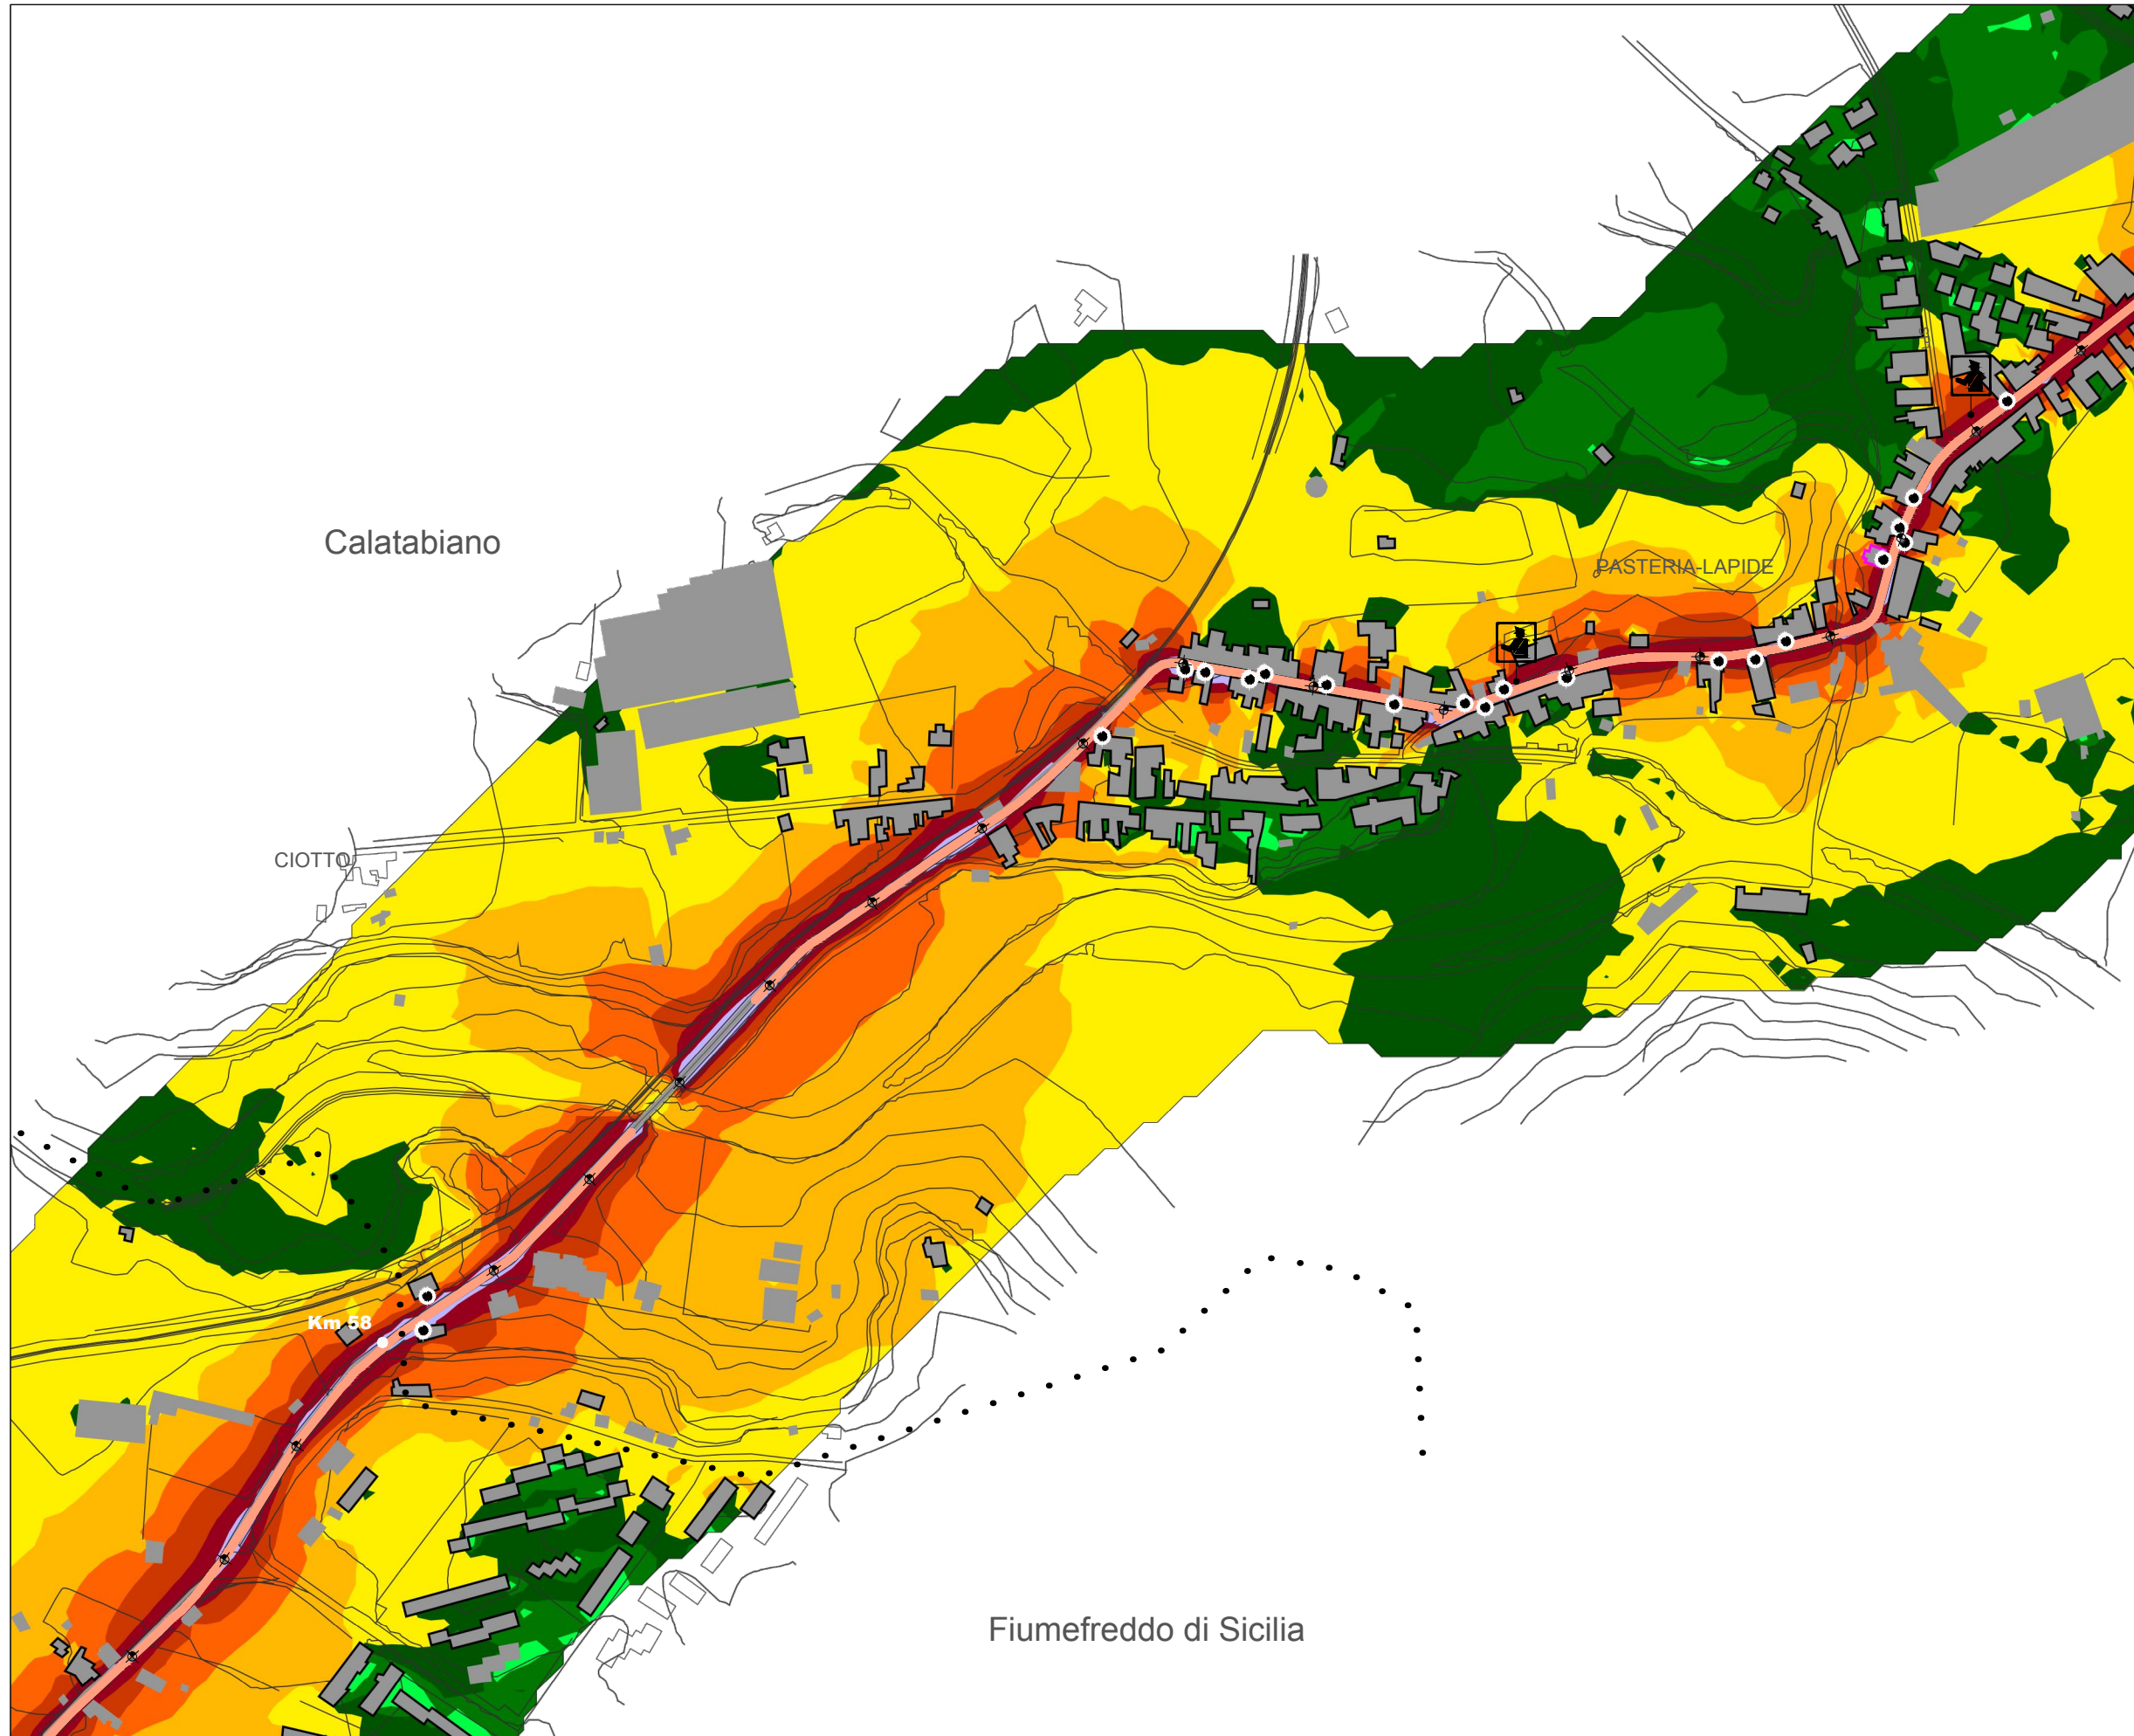 Calatabiano
PASTERIA-LAPIDE
CIOTTO
Km 58
Fiumefreddo di Sicilia